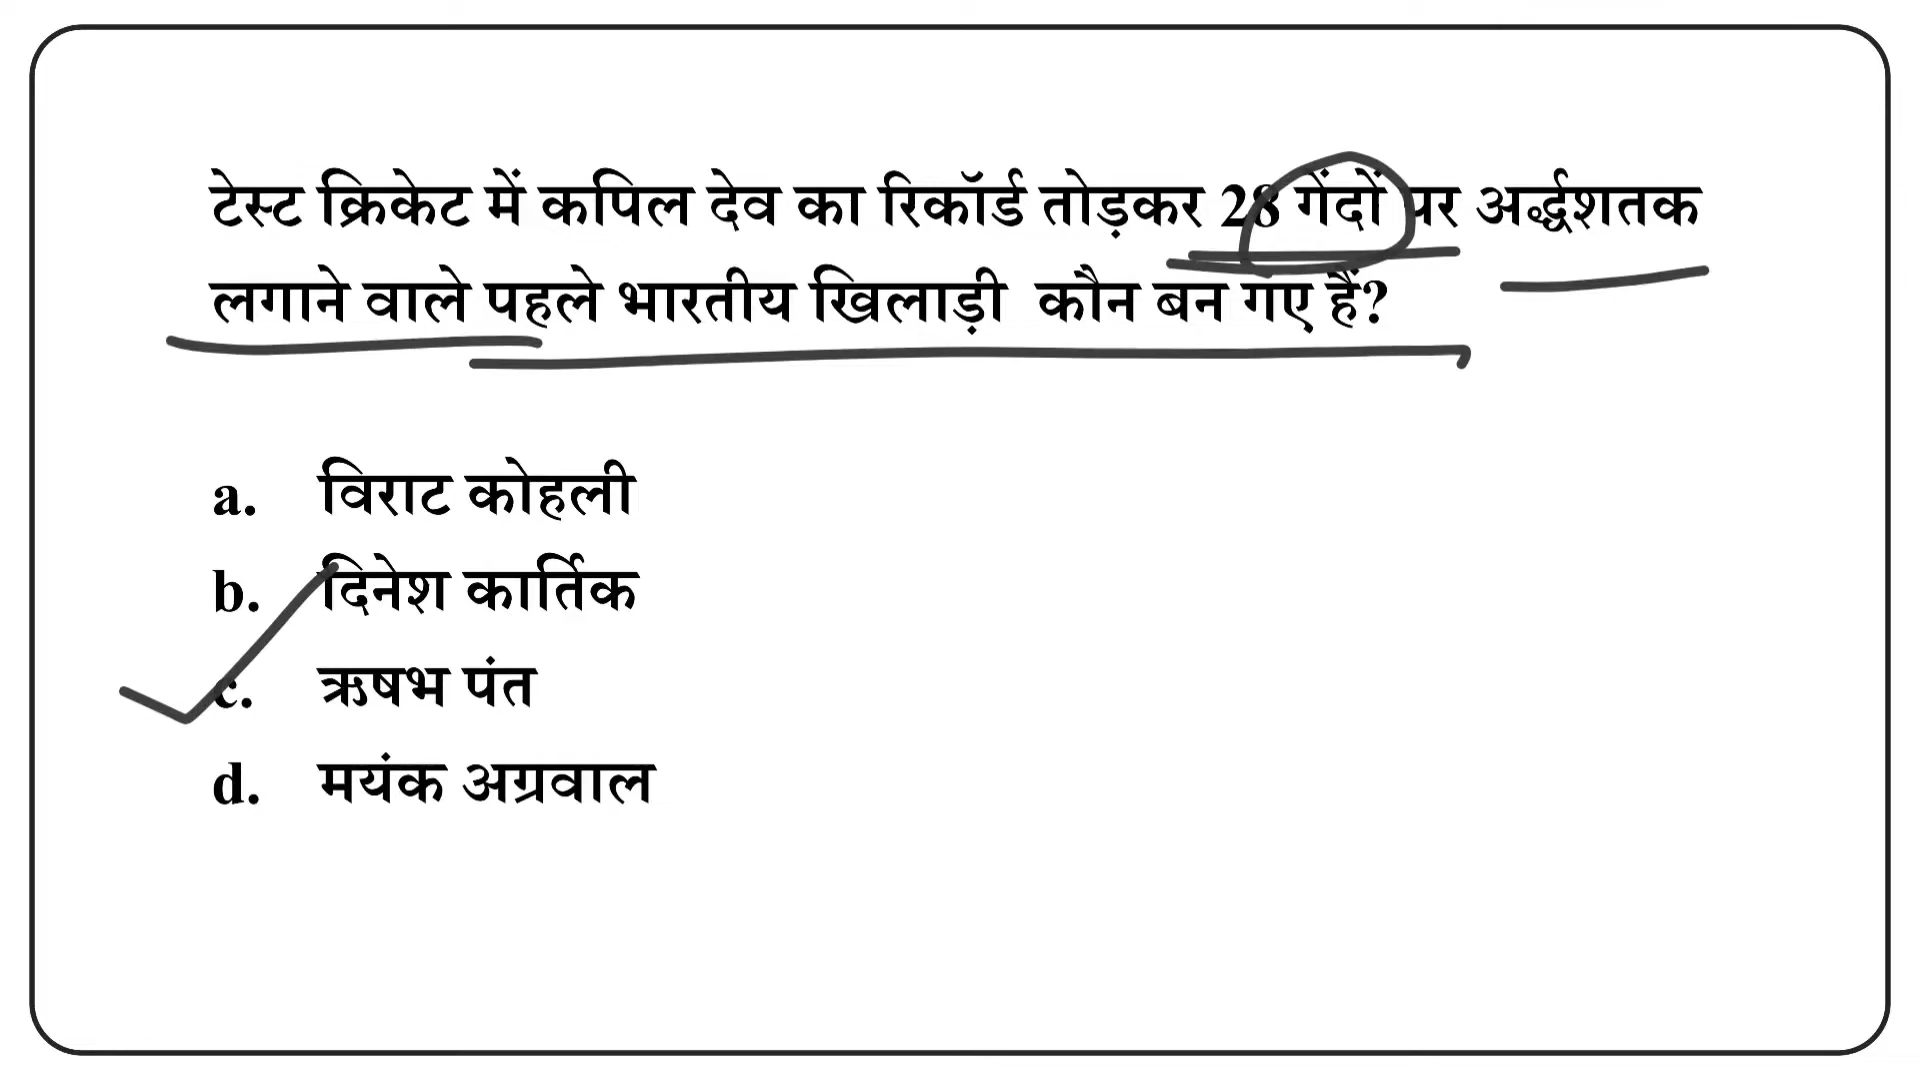 टेस्ट क्रिकेट में कपिल देव का रिकॉर्ड तोड़कर 28 गेंदों पर अर्द्धशतक
लगाने वाले पहले भारतीय खिलाड़ी कौन बन गए हैं?
a. विराट कोहली
b. दिनेश कार्तिक
c. ऋषभ पंत
d. मयंक अग्रवाल